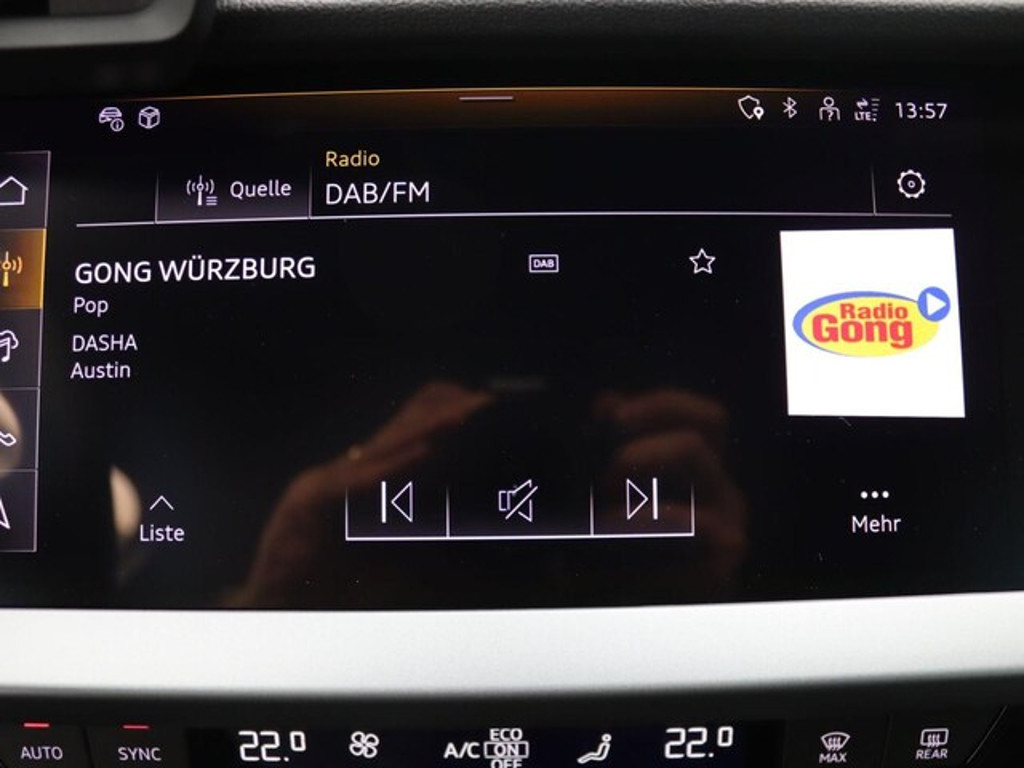 LTE 13:57
Radio
Quelle
DAB/FM
GONG WÜRZBURG
DAB
Pop
DASHA
Austin
Radio
Gong
Liste
Mehr
AUTO
SYNC
22.0
A/C
ECO
ON
OFF
22.0
MAX
REAR